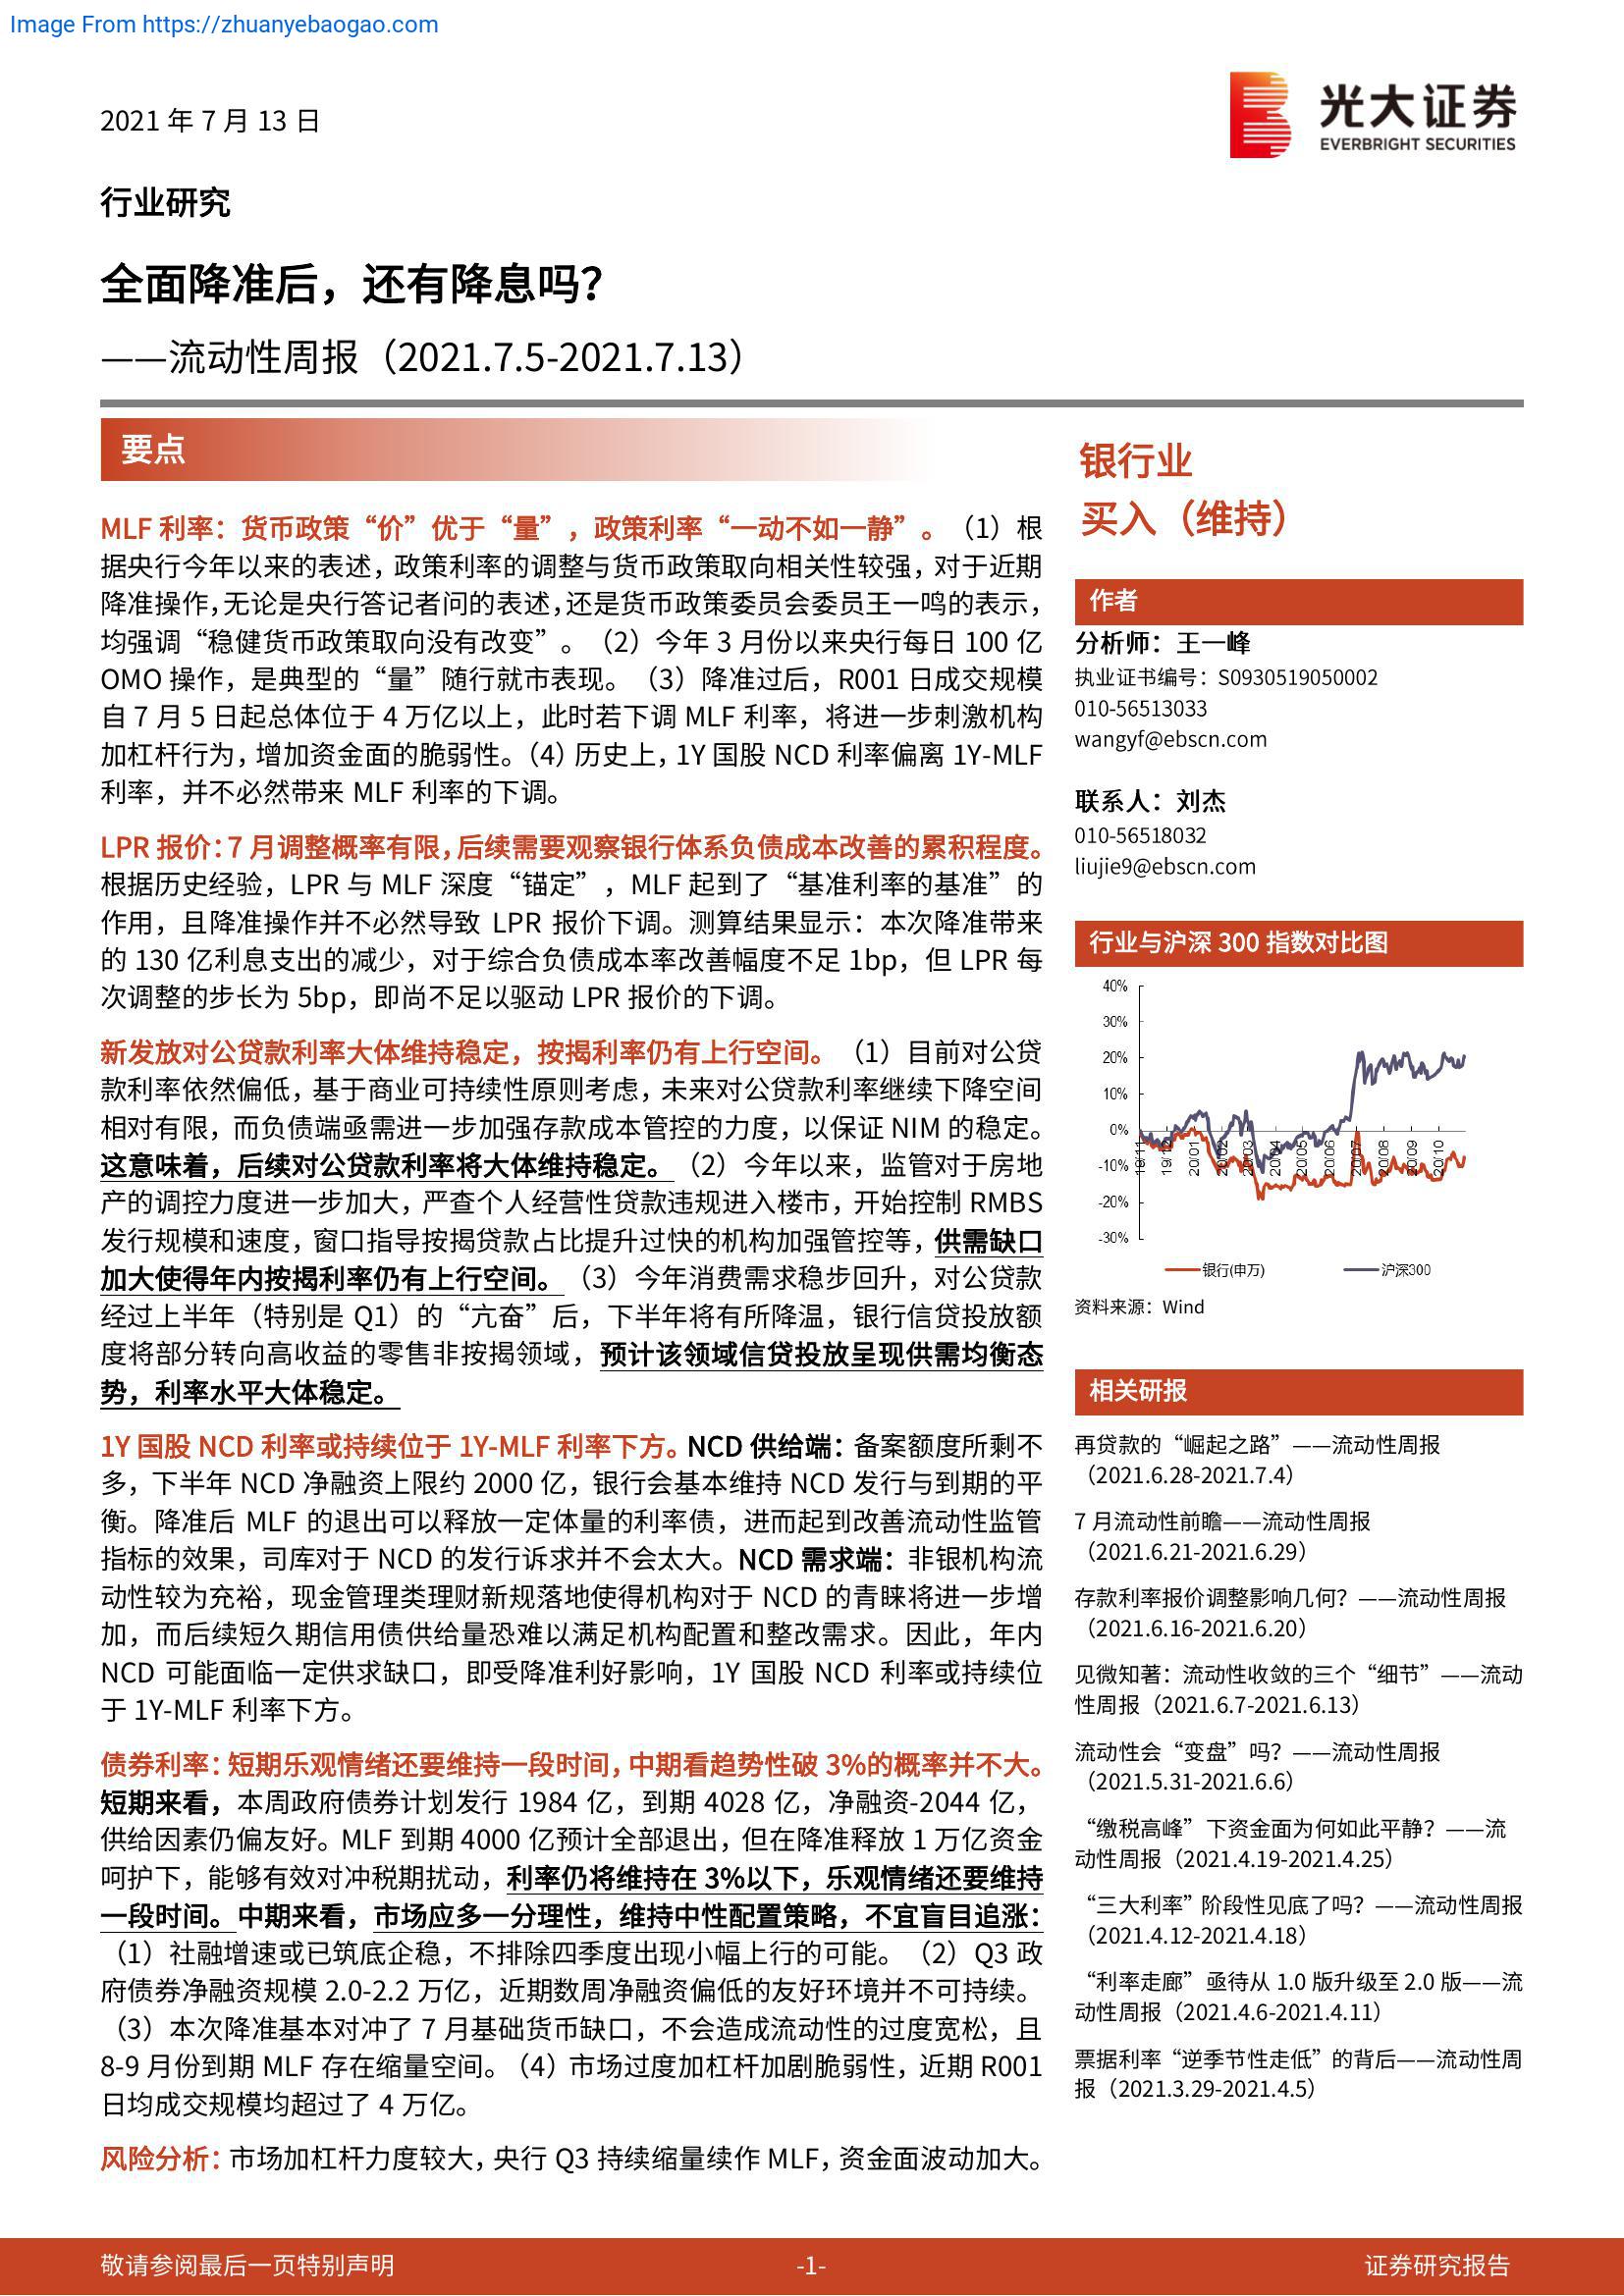 Image From https://zhuanyebaogao.com
2021 年 7 月 13 日
光大证券
EVERBRIGHT SECURITIES
行业研究
全面降准后，还有降息吗？
——流动性周报（2021.7.5-2021.7.13）
要点
MLF 利率：货币政策“价”优于“量”，政策利率“一动不如一静”。（1）根
据央行今年以来的表述，政策利率的调整与货币政策取向相关性较强，对于近期
降准操作，无论是央行答记者问的表述，还是货币政策委员会委员王一鸣的表示，
均强调“稳健货币政策取向没有改变”。（2）今年 3 月份以来央行每日 100 亿
OMO 操作，是典型的“量”随行就市表现。（3）降准过后，R001 日成交规模
自 7 月 5 日起总体位于 4 万亿以上，此时若下调 MLF 利率，将进一步刺激机构
加杠杆行为，增加资金面的脆弱性。（4）历史上，1Y 国股 NCD 利率偏离 1Y-MLF
利率，并不必然带来 MLF 利率的下调。
LPR 报价：7 月调整概率有限，后续需要观察银行体系负债成本改善的累积程度。
根据历史经验，LPR 与 MLF 深度“锚定”，MLF 起到了“基准利率的基准”的
作用，且降准操作并不必然导致 LPR 报价下调。测算结果显示：本次降准带来
的 130 亿利息支出的减少，对于综合负债成本率改善幅度不足 1bp，但 LPR 每
次调整的步长为 5bp，即尚不足以驱动 LPR 报价的下调。
新发放对公贷款利率大体维持稳定，按揭利率仍有上行空间。（1）目前对公贷
款利率依然偏低，基于商业可持续性原则考虑，未来对公贷款利率继续下降空间
相对有限，而负债端亟需进一步加强存款成本管控的力度，以保证 NIM 的稳定。
这意味着，后续对公贷款利率将大体维持稳定。（2）今年以来，监管对于房地
产的调控力度进一步加大，严查个人经营性贷款违规进入楼市，开始控制 RMBS
发行规模和速度，窗口指导按揭贷款占比提升过快的机构加强管控等，供需缺口
加大使得年内按揭利率仍有上行空间。（3）今年消费需求稳步回升，对公贷款
经过上半年（特别是 Q1）的“亢奋”后，下半年将有所降温，银行信贷投放额
度将部分转向高收益的零售非按揭领域，预计该领域信贷投放呈现供需均衡态
势，利率水平大体稳定。
1Y 国股 NCD 利率或持续位于 1Y-MLF 利率下方。NCD 供给端：备案额度所剩不
多，下半年 NCD 净融资上限约 2000 亿，银行会基本维持 NCD 发行与到期的平
衡。降准后 MLF 的退出可以释放一定体量的利率债，进而起到改善流动性监管
指标的效果，司库对于 NCD 的发行诉求并不会太大。NCD 需求端：非银机构流
动性较为充裕，现金管理类理财新规落地使得机构对于 NCD 的青睐将进一步增
加，而后续短久期信用债供给量恐难以满足机构配置和整改需求。因此，年内
NCD 可能面临一定供求缺口，即受降准利好影响，1Y 国股 NCD 利率或持续位
于 1Y-MLF 利率下方。
债券利率：短期乐观情绪还要维持一段时间，中期看趋势性破 3%的概率并不大。
短期来看，本周政府债券计划发行 1984 亿，到期 4028 亿，净融资-2044 亿，
供给因素仍偏友好。MLF 到期 4000 亿预计全部退出，但在降准释放 1 万亿资金
呵护下，能够有效对冲税期扰动，利率仍将维持在 3%以下，乐观情绪还要维持
一段时间。中期来看，市场应多一分理性，维持中性配置策略，不宜盲目追涨：
（1）社融增速或已筑底企稳，不排除四季度出现小幅上行的可能。（2）Q3 政
府债券净融资规模 2.0-2.2 万亿，近期数周净融资偏低的友好环境并不可持续。
（3）本次降准基本对冲了 7 月基础货币缺口，不会造成流动性的过度宽松，且
8-9 月份到期 MLF 存在缩量空间。（4）市场过度加杠杆加剧脆弱性，近期 R001
日均成交规模均超过了 4 万亿。
风险分析：市场加杠杆力度较大，央行 Q3 持续缩量续作 MLF，资金面波动加大。
银行业
买入（维持）
作者
分析师：王一峰
执业证书编号：S0930519050002
010-56513033
wangyf@ebscn.com
联系人：刘杰
010-56518032
liujie9@ebscn.com
行业与沪深 300 指数对比图
40%
30%
20%
10%
0%
-10%
-20%
-30%
19/11 19/12 20/01 20/02 20/03 20/04 20/05 20/06 20/07 20/08 20/09 20/10
银行(申万) 沪深300
资料来源：Wind
相关研报
再贷款的“崛起之路”——流动性周报
（2021.6.28-2021.7.4）
7 月流动性前瞻——流动性周报
（2021.6.21-2021.6.29）
存款利率报价调整影响几何？——流动性周报
（2021.6.16-2021.6.20）
见微知著：流动性收敛的三个“细节”——流动
性周报（2021.6.7-2021.6.13）
流动性会“变盘”吗？——流动性周报
（2021.5.31-2021.6.6）
“缴税高峰”下资金面为何如此平静？——流
动性周报（2021.4.19-2021.4.25）
“三大利率”阶段性见底了吗？——流动性周报
（2021.4.12-2021.4.18）
“利率走廊”亟待从 1.0 版升级至 2.0 版——流
动性周报（2021.4.6-2021.4.11）
票据利率“逆季节性走低”的背后——流动性周
报（2021.3.29-2021.4.5）
敬请参阅最后一页特别声明
-1-
证券研究报告